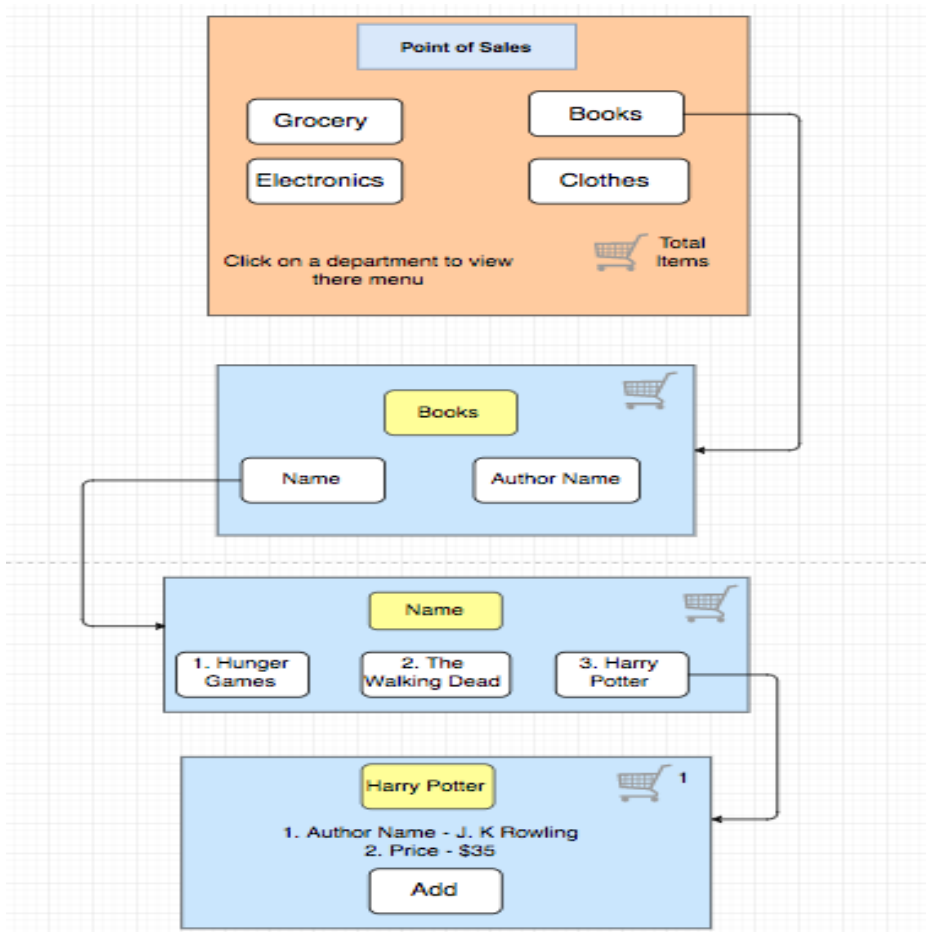 Point of Sales
Grocery
Books
Electronics
Clothes
Click on a department to view
there menu
Total
Items
Books
Name
Author Name
Name
1. Hunger
Games
2. The
Walking Dead
3. Harry
Potter
Harry Potter
1
1. Author Name - J. K Rowling
2. Price - $35
Add